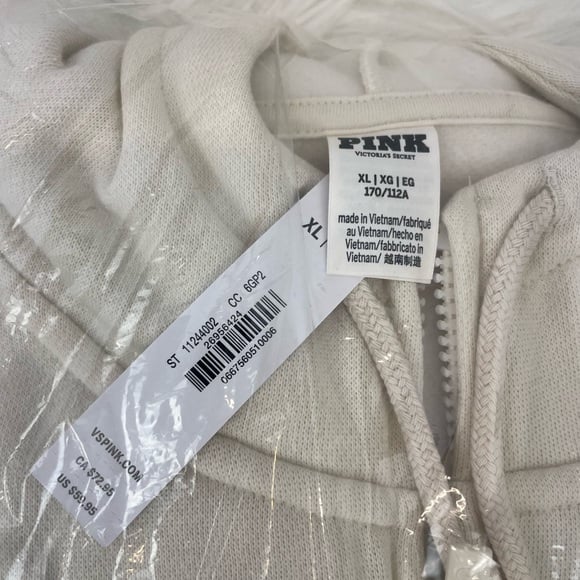 PINK
VICTORIA'S SECRET
XL | XG | EG
170/112A
made in Vietnam/fabriqué
au Vietnam/hecho en
Vietnam/fabricato in
Vietnam/ 越南制造
XL |
ST 11244002 CC 6GP2
26956424
0667560510006
VSPINK.COM
CA $72.95
US $59.95